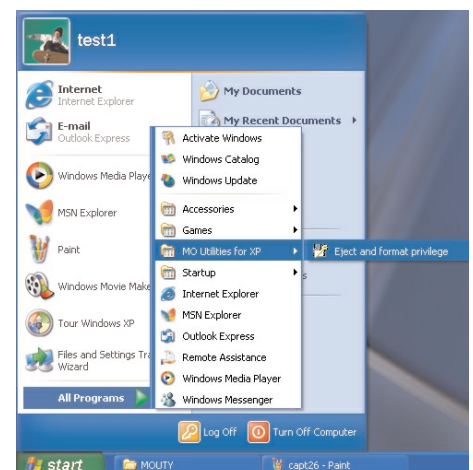 test1
Internet
Internet Explorer
E-mail
Outlook Express
Windows Media Playe
MSN Explorer
Paint
Windows Movie Make
Tour Windows XP
Files and Settings Tra
Wizard
All Programs
My Documents
My Recent Documents
Activate Windows
Windows Catalog
Windows Update
Accessories
Games
MO Utilities for XP
Startup
Internet Explorer
MSN Explorer
Outlook Express
Remote Assistance
Windows Media Player
Windows Messenger
Eject and format privilege
s
Log Off
Turn Off Computer
start
MOUTY
capt26 - Paint